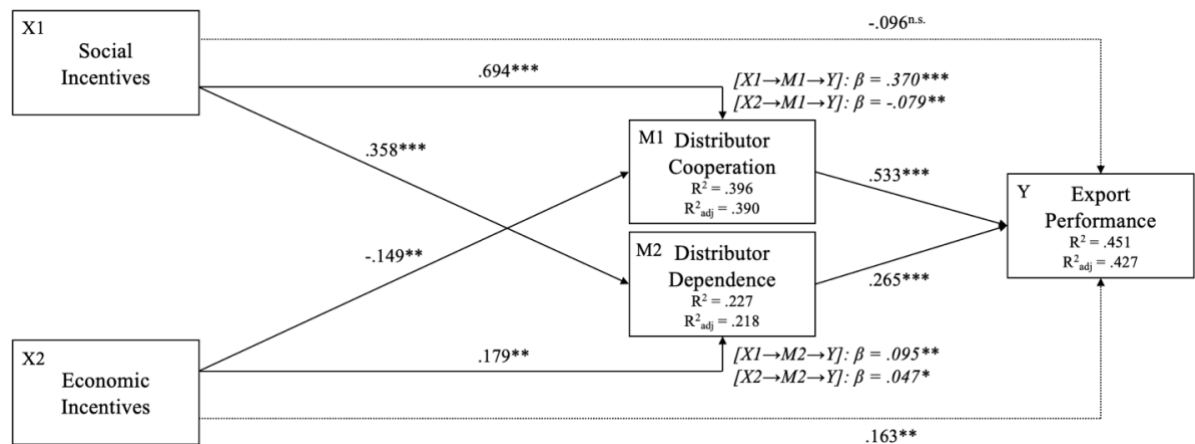 X1
Social
Incentives
-.096n.s.
.694***
[X1→M1→Y]: β = .370***
[X2→M1→Y]: β = -.079**
M1 Distributor
Cooperation
R² = .396
R²adj = .390
.358***
.533***
Y Export
Performance
R² = .451
R²adj = .427
-.149**
M2 Distributor
Dependence
R² = .227
R²adj = .218
.265***
X2
Economic
Incentives
.179**
[X1→M2→Y]: β = .095**
[X2→M2→Y]: β = .047*
.163**